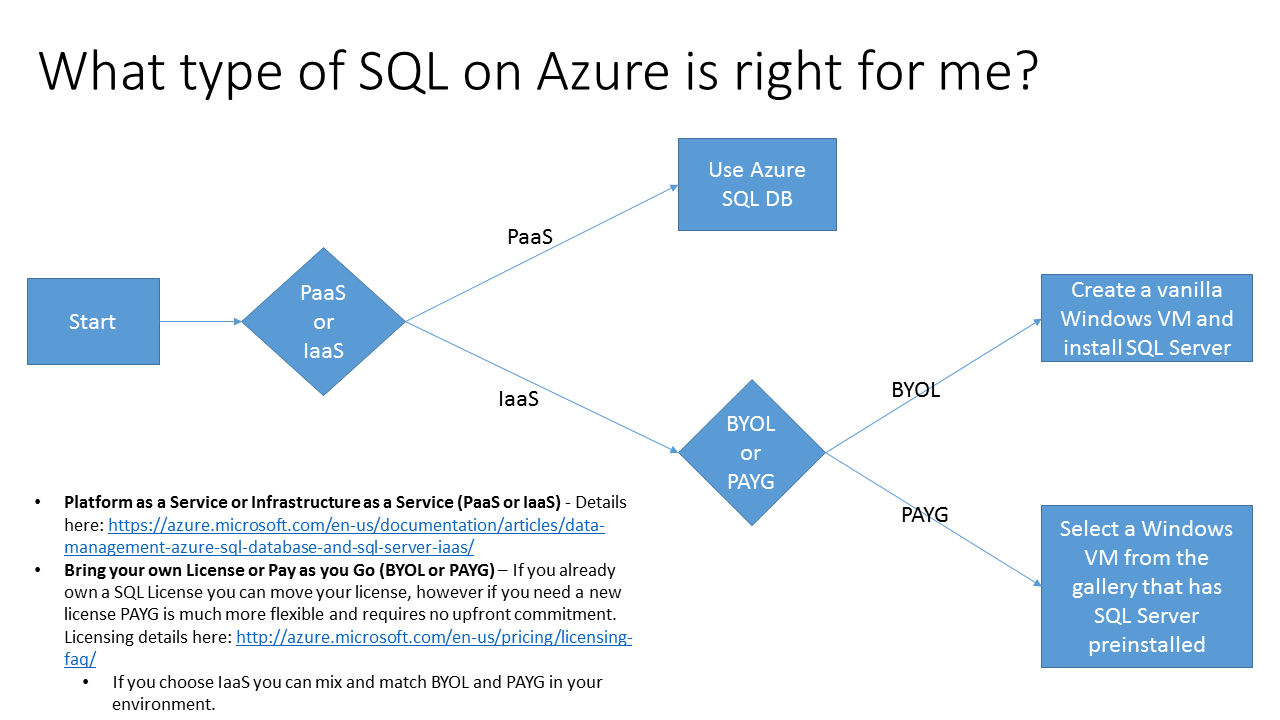 What type of SQL on Azure is right for me?
Use Azure
SQL DB
PaaS
Start
PaaS
or
IaaS
IaaS
Create a vanilla
Windows VM and
install SQL Server
BYOL
BYOL
or
PAYG
PAYG
Select a Windows
VM from the
gallery that has
SQL Server
preinstalled
• Platform as a Service or Infrastructure as a Service (PaaS or IaaS) - Details
here: https://azure.microsoft.com/en-us/documentation/articles/data-
management-azure-sql-database-and-sql-server-iaas/
• Bring your own License or Pay as you Go (BYOL or PAYG) – If you already
own a SQL License you can move your license, however if you need a new
license PAYG is much more flexible and requires no upfront commitment.
Licensing details here: http://azure.microsoft.com/en-us/pricing/licensing-
faq/
• If you choose IaaS you can mix and match BYOL and PAYG in your
environment.